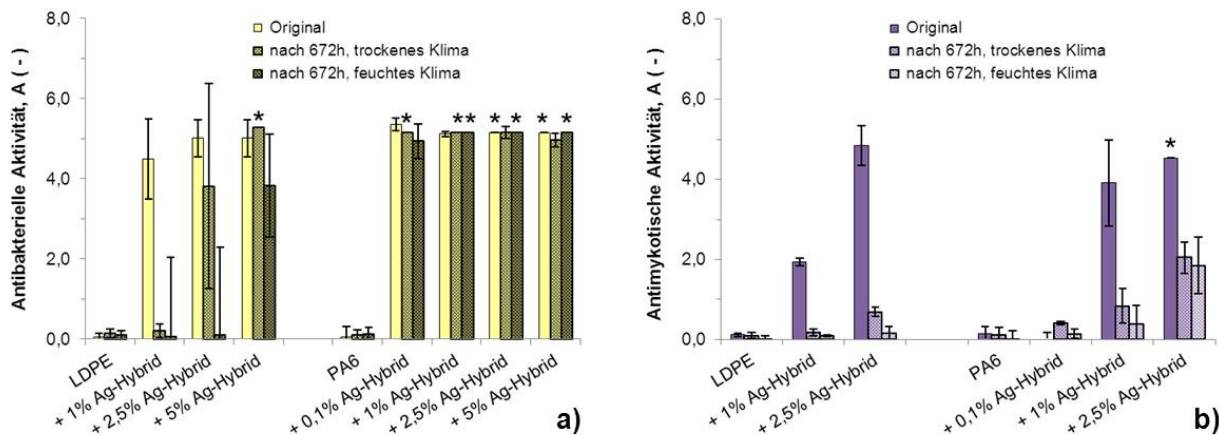 Antibakterielle Aktivität, A ( - )
8,0
6,0
4,0
2,0
0,0
Original
nach 672h, trockenes Klima
nach 672h, feuchtes Klima
*
*
* *
* *
* *
LDPE
+ 1% Ag-Hybrid
+ 2,5% Ag-Hybrid
+ 5% Ag-Hybrid
PA6
+ 0,1% Ag-Hybrid
+ 1% Ag-Hybrid
+ 2,5% Ag-Hybrid
+ 5% Ag-Hybrid
a)
Antimykotische Aktivität, A ( - )
8,0
6,0
4,0
2,0
0,0
Original
nach 672h, trockenes Klima
nach 672h, feuchtes Klima
*
LDPE
+ 1% Ag-Hybrid
+ 2,5% Ag-Hybrid
PA6
+ 0,1% Ag-Hybrid
+ 1% Ag-Hybrid
+ 2,5% Ag-Hybrid
b)